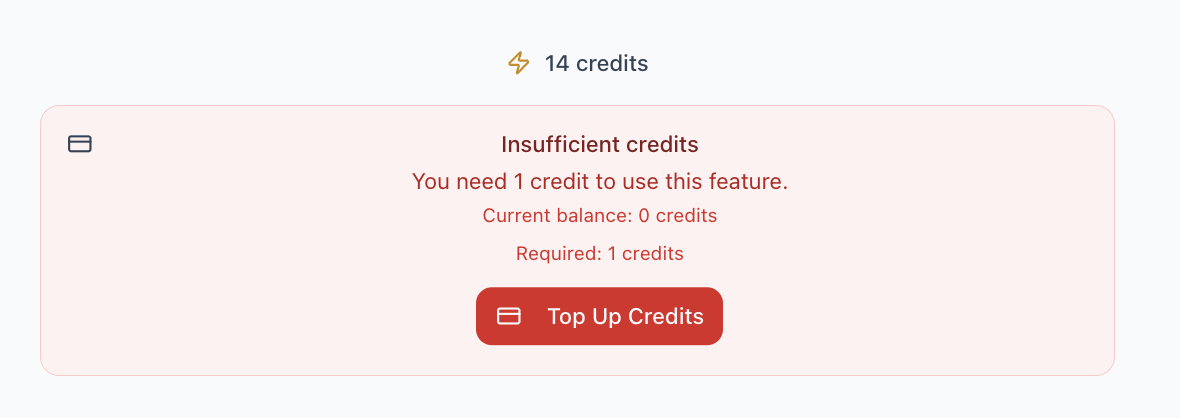 14 credits
Insufficient credits
You need 1 credit to use this feature.
Current balance: 0 credits
Required: 1 credits
Top Up Credits